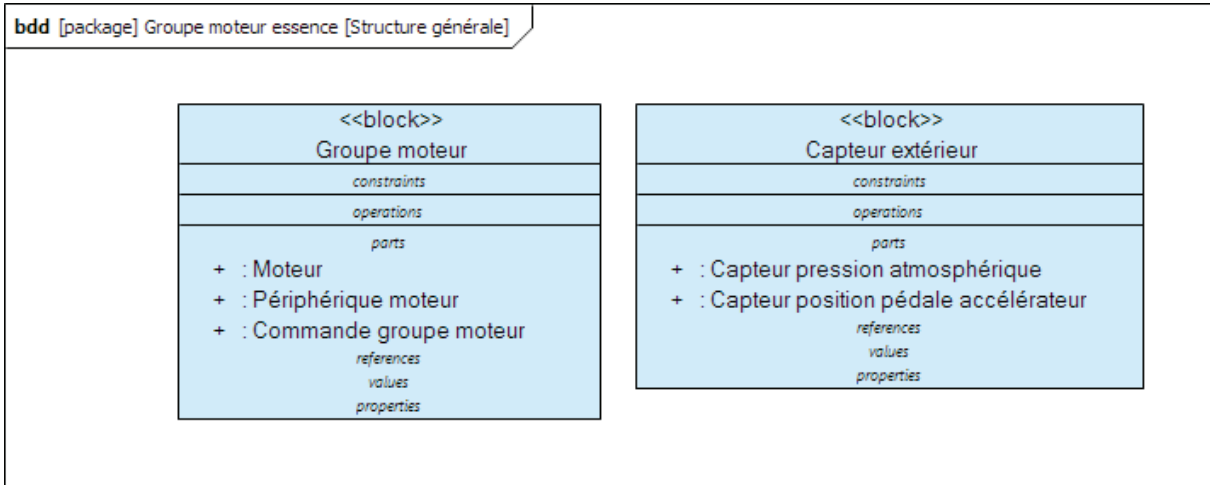 bdd [package] Groupe moteur essence [Structure générale]
<<block>>
Groupe moteur
constraints
operations
parts
+ : Moteur
+ : Périphérique moteur
+ : Commande groupe moteur
references
values
properties
<<block>>
Capteur extérieur
constraints
operations
parts
+ : Capteur pression atmosphérique
+ : Capteur position pédale accélérateur
references
values
properties